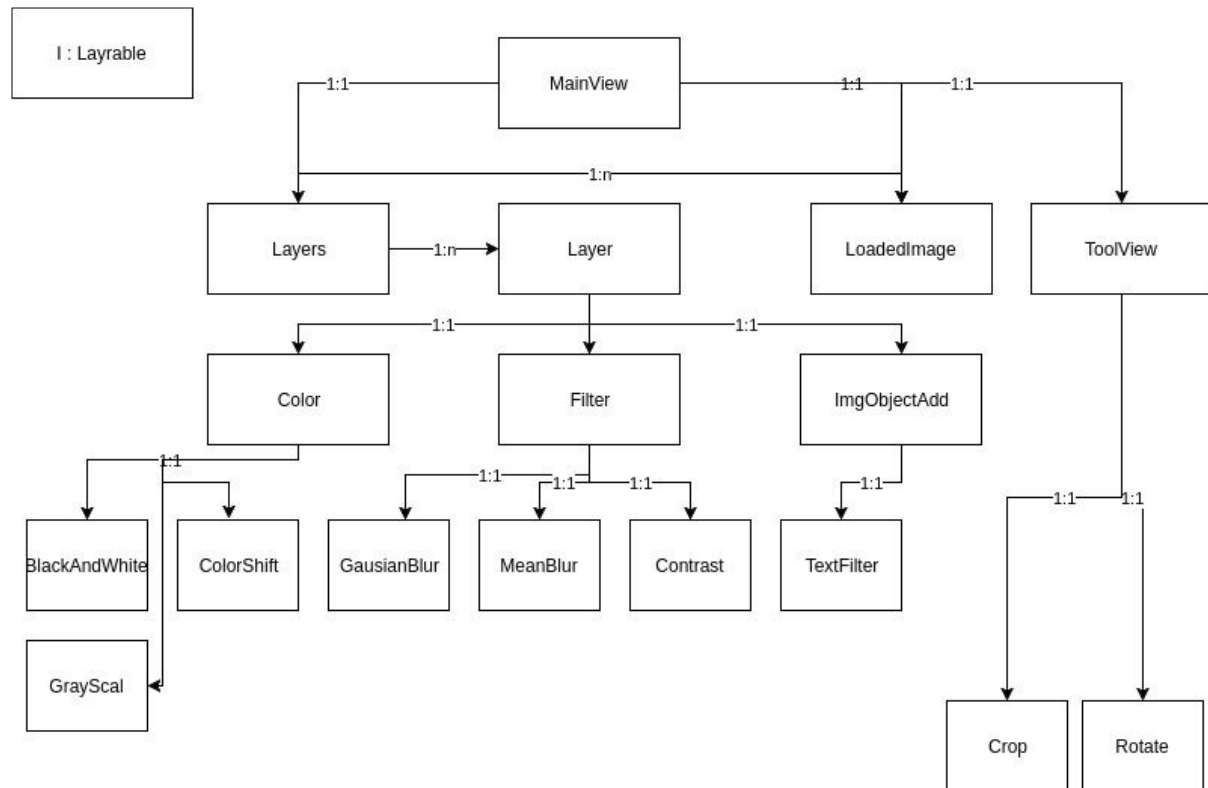 I : Layrable
MainView
1:1
1:1
1:1
1:n
Layers
1:n
Layer
LoadedImage
ToolView
1:1
1:1
Color
Filter
ImgObjectAdd
1:1
1:1
1:1
1:1
1:1
1:1
1:1
BlackAndWhite
ColorShift
GausianBlur
MeanBlur
Contrast
TextFilter
GrayScal
Crop
Rotate